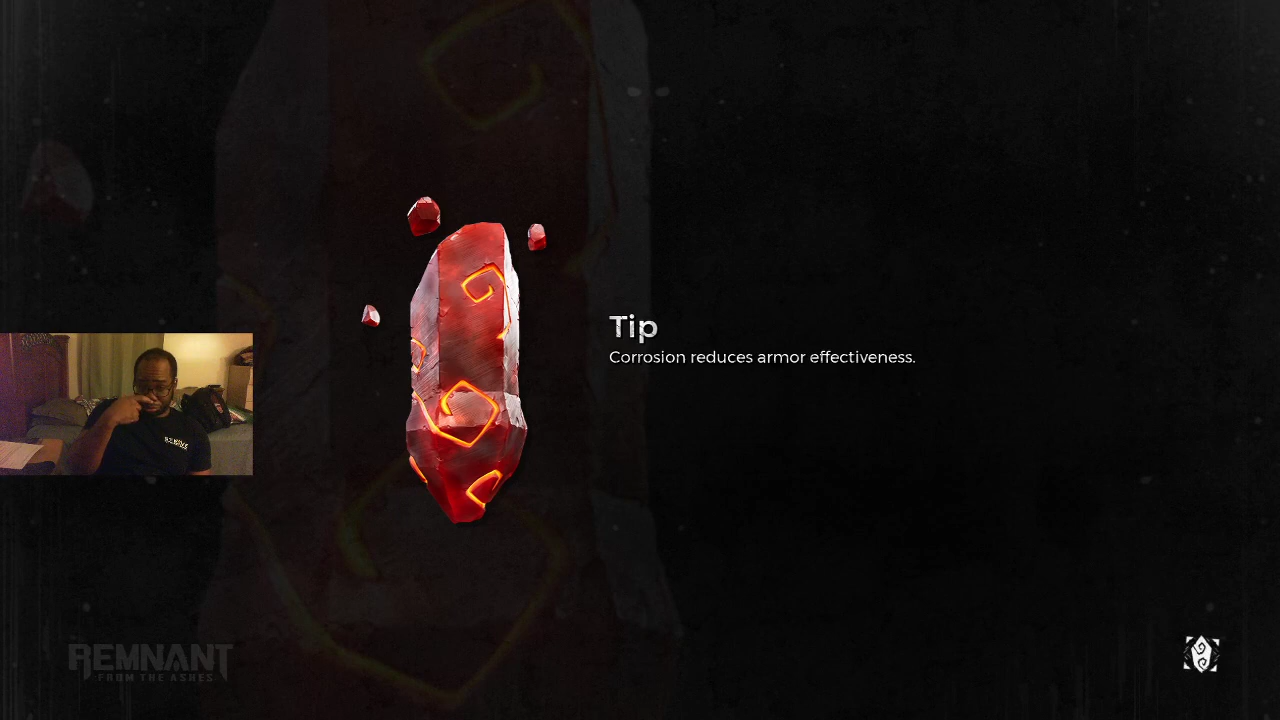 Tip
Corrosion reduces armor effectiveness.
REMNANT
FROM THE ASHES